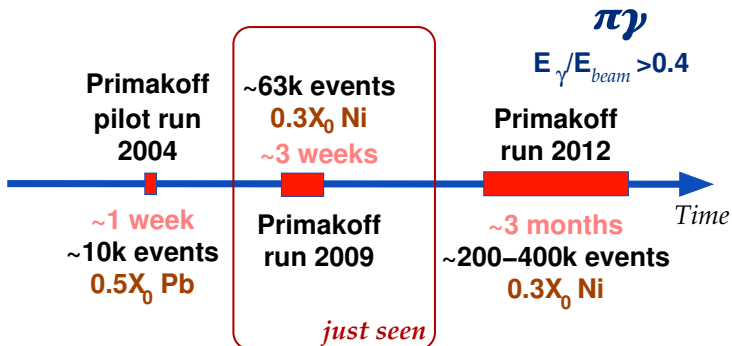 πγ
E_γ/E_beam >0.4
Primakoff
pilot run
2004
~1 week
~10k events
0.5X₀ Pb
~63k events
0.3X₀ Ni
~3 weeks
Primakoff
run 2009
just seen
Primakoff
run 2012
~3 months
~200−400k events
0.3X₀ Ni
Time